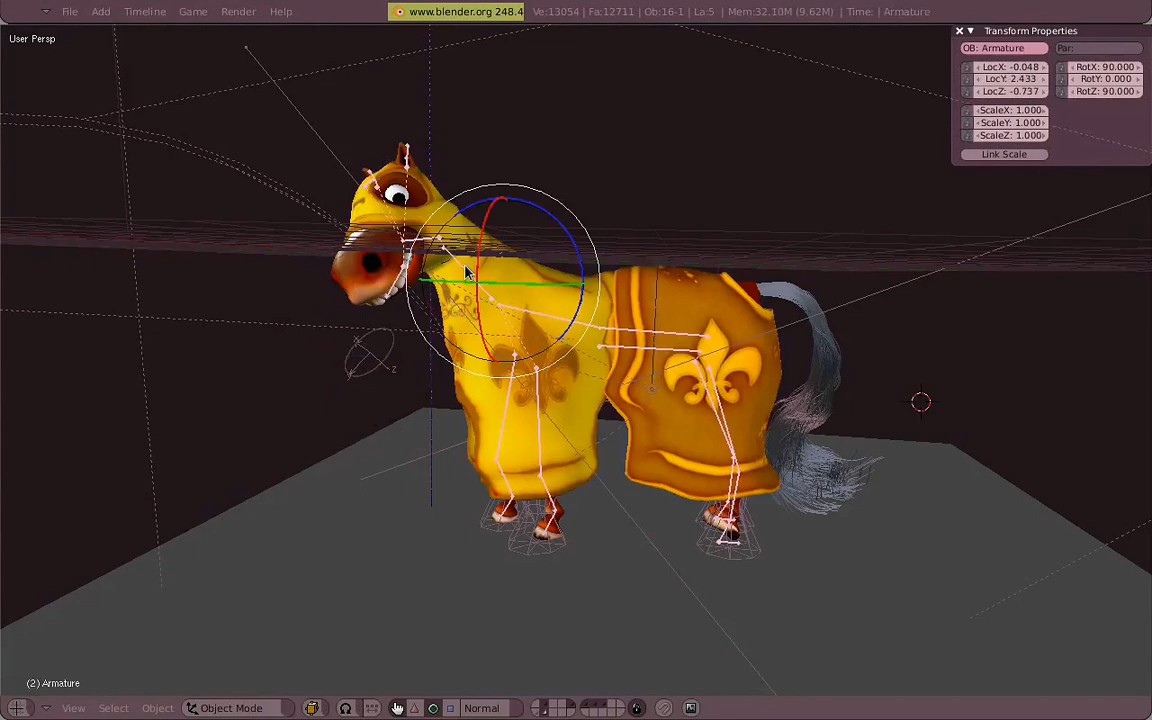 File Add Timeline Game Render Help www.blender.org 248.4 Ve:13054 | Fa:12711 | Ob:16-1 | La:5 | Mem:32.10M (9.62M) | Time: | Armature
User Persp
Transform Properties
OB: Armature Par:
LocX: -0.048 RotX: 90.000
LocY: 2.433 RotY: 0.000
LocZ: -0.737 RotZ: 90.000
ScaleX: 1.000
ScaleY: 1.000
ScaleZ: 1.000
Link Scale
Z
(2) Armature
View Select Object Object Mode Normal